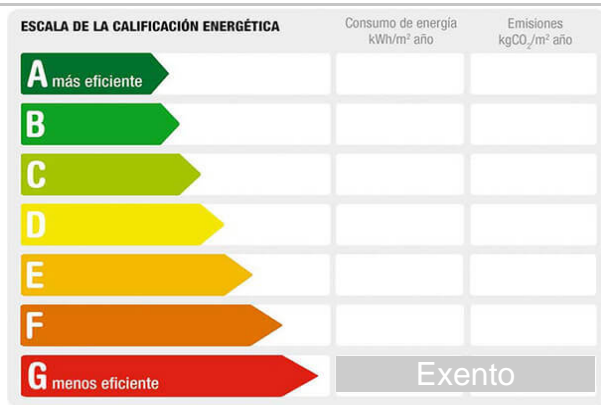 ESCALA DE LA CALIFICACIÓN ENERGÉTICA
Consumo de energía
kWh/m² año
Emisiones
kgCO₂/m² año
A más eficiente
B
C
D
E
F
G menos eficiente
Exento